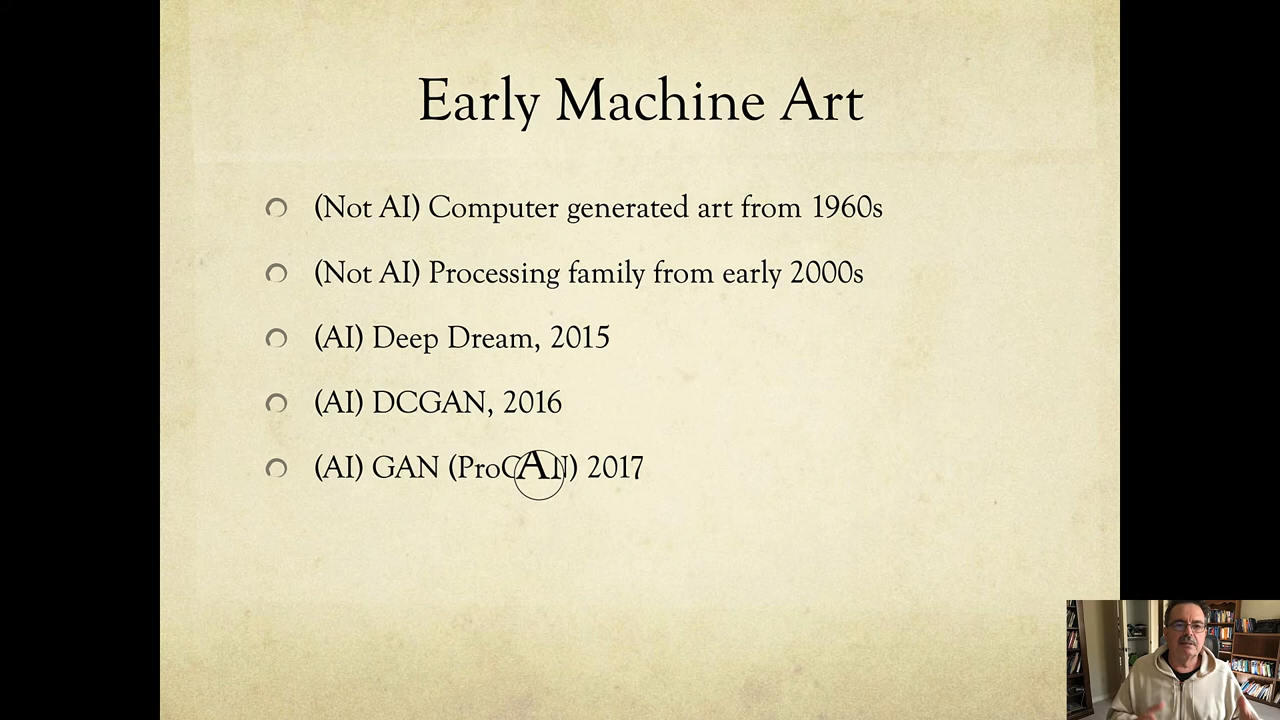 Early Machine Art
(Not AI) Computer generated art from 1960s
(Not AI) Processing family from early 2000s
(AI) Deep Dream, 2015
(AI) DCGAN, 2016
(AI) GAN (ProGAN) 2017